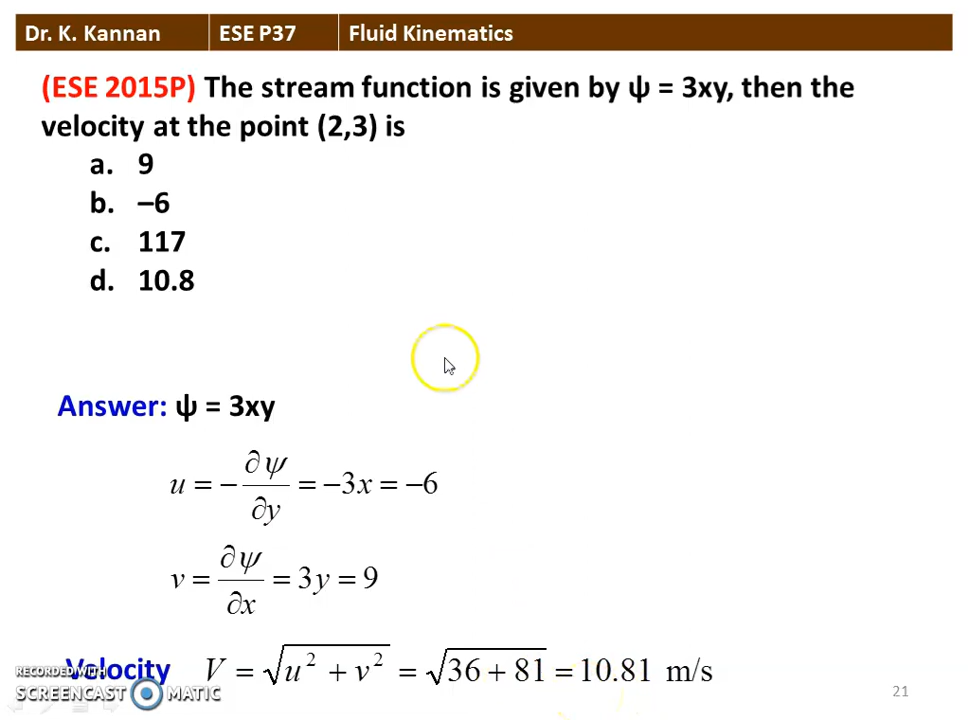 Dr. K. Kannan ESE P37 Fluid Kinematics
(ESE 2015P) The stream function is given by ψ = 3xy, then the
velocity at the point (2,3) is
a. 9
b. –6
c. 117
d. 10.8
Answer: ψ = 3xy
u = −∂ψ/∂y = −3x = −6
v = ∂ψ/∂x = 3y = 9
Velocity V = √(u² + v²) = √(36 + 81) = 10.81 m/s
RECORDED WITH
SCREENCAST MATIC
21